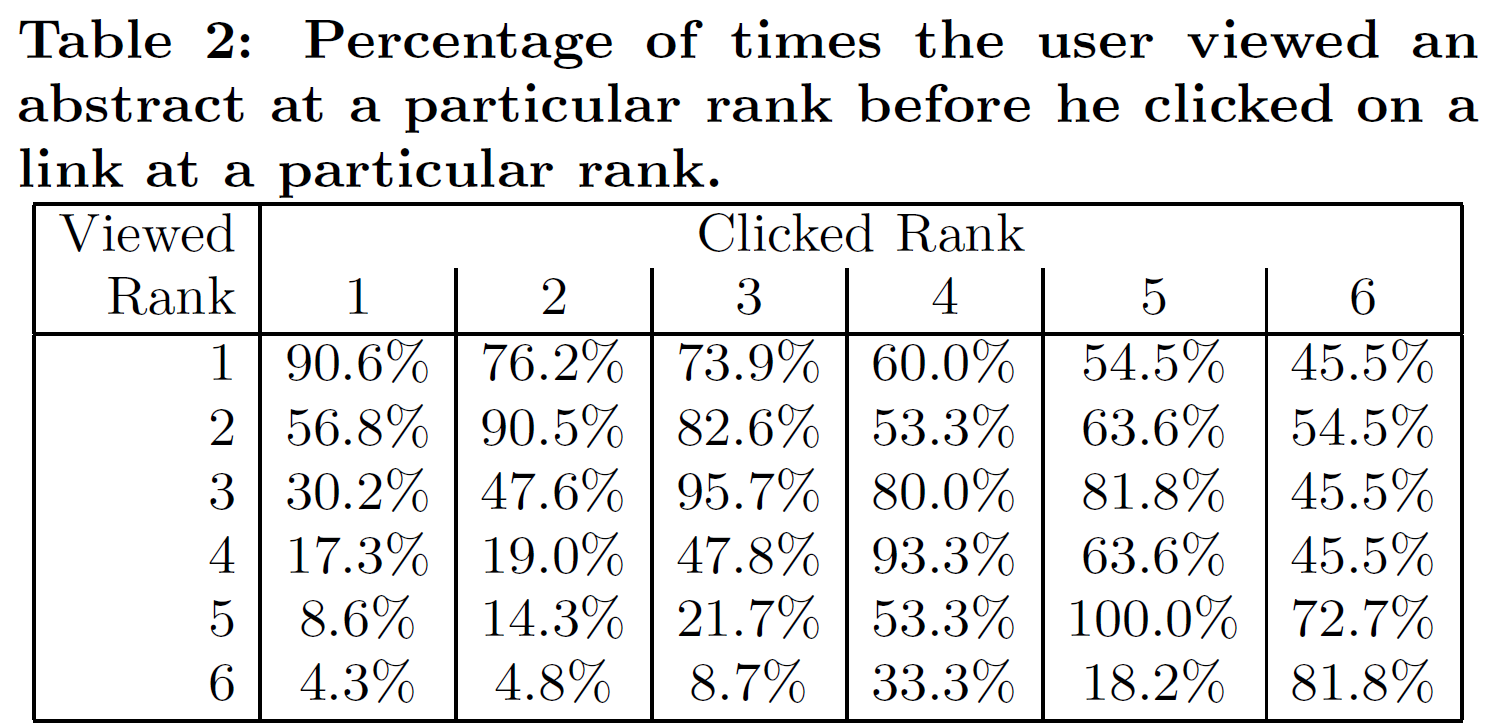 Table 2: Percentage of times the user viewed an
abstract at a particular rank before he clicked on a
link at a particular rank.
Viewed Clicked Rank
Rank 1 2 3 4 5 6
1 90.6% 76.2% 73.9% 60.0% 54.5% 45.5%
2 56.8% 90.5% 82.6% 53.3% 63.6% 54.5%
3 30.2% 47.6% 95.7% 80.0% 81.8% 45.5%
4 17.3% 19.0% 47.8% 93.3% 63.6% 45.5%
5 8.6% 14.3% 21.7% 53.3% 100.0% 72.7%
6 4.3% 4.8% 8.7% 33.3% 18.2% 81.8%